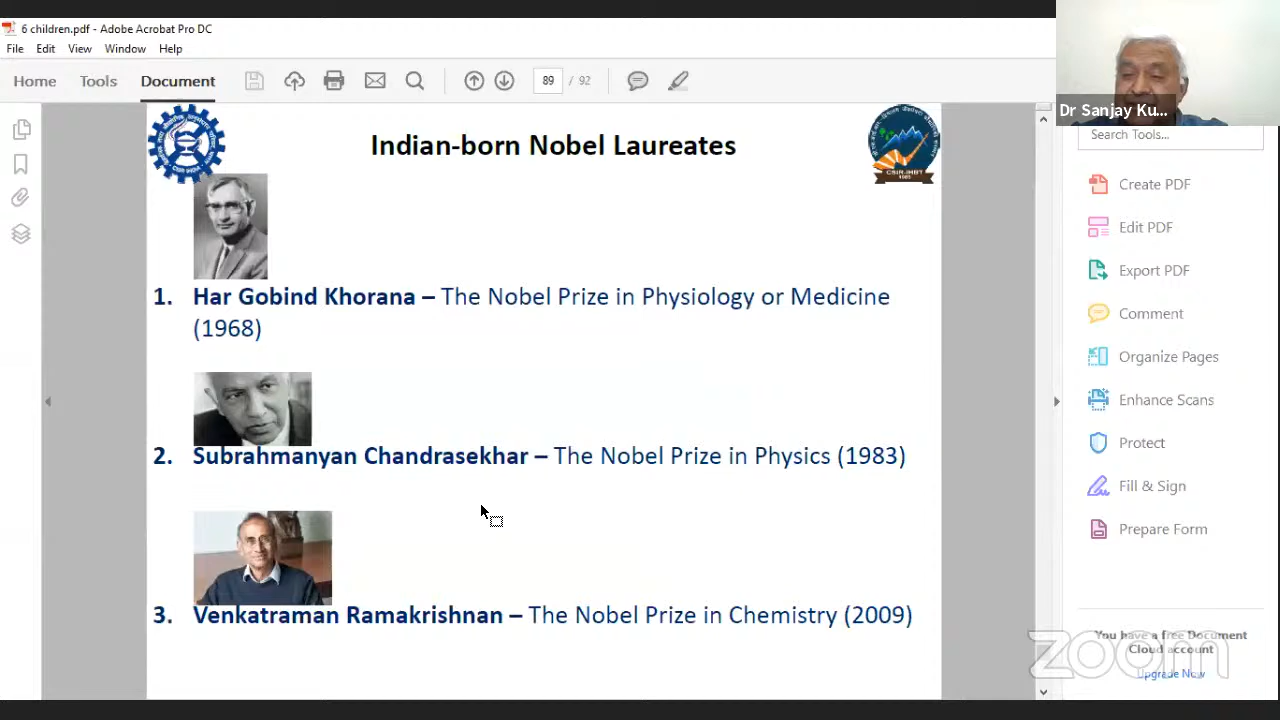 6 children.pdf - Adobe Acrobat Pro DC
File Edit View Window Help
Home Tools Document 89 / 92
Dr Sanjay Ku...
Search Tools...
Indian-born Nobel Laureates
CSIR-IHBT
1. Har Gobind Khorana – The Nobel Prize in Physiology or Medicine
(1968)
2. Subrahmanyan Chandrasekhar – The Nobel Prize in Physics (1983)
3. Venkatraman Ramakrishnan – The Nobel Prize in Chemistry (2009)
Create PDF
Edit PDF
Export PDF
Comment
Organize Pages
Enhance Scans
Protect
Fill & Sign
Prepare Form
You have a free Document
Cloud account
Upgrade Now
zoom